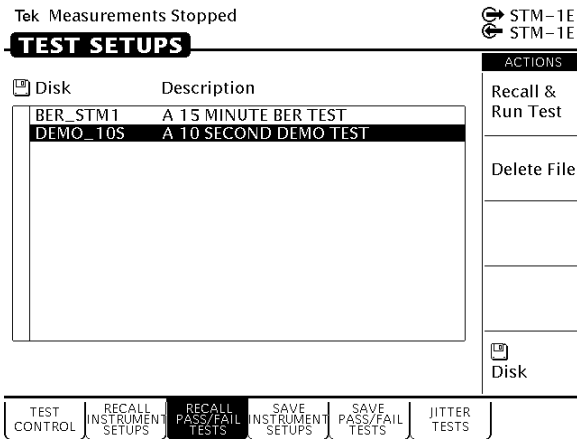 Tek Measurements Stopped
STM-1E
STM-1E
TEST SETUPS
ACTIONS
Disk Description
BER_STM1 A 15 MINUTE BER TEST
DEMO_10S A 10 SECOND DEMO TEST
Recall &
Run Test
Delete File
Disk
TEST
CONTROL
RECALL
INSTRUMENT
SETUPS
RECALL
PASS/FAIL
TESTS
SAVE
INSTRUMENT
SETUPS
SAVE
PASS/FAIL
TESTS
JITTER
TESTS